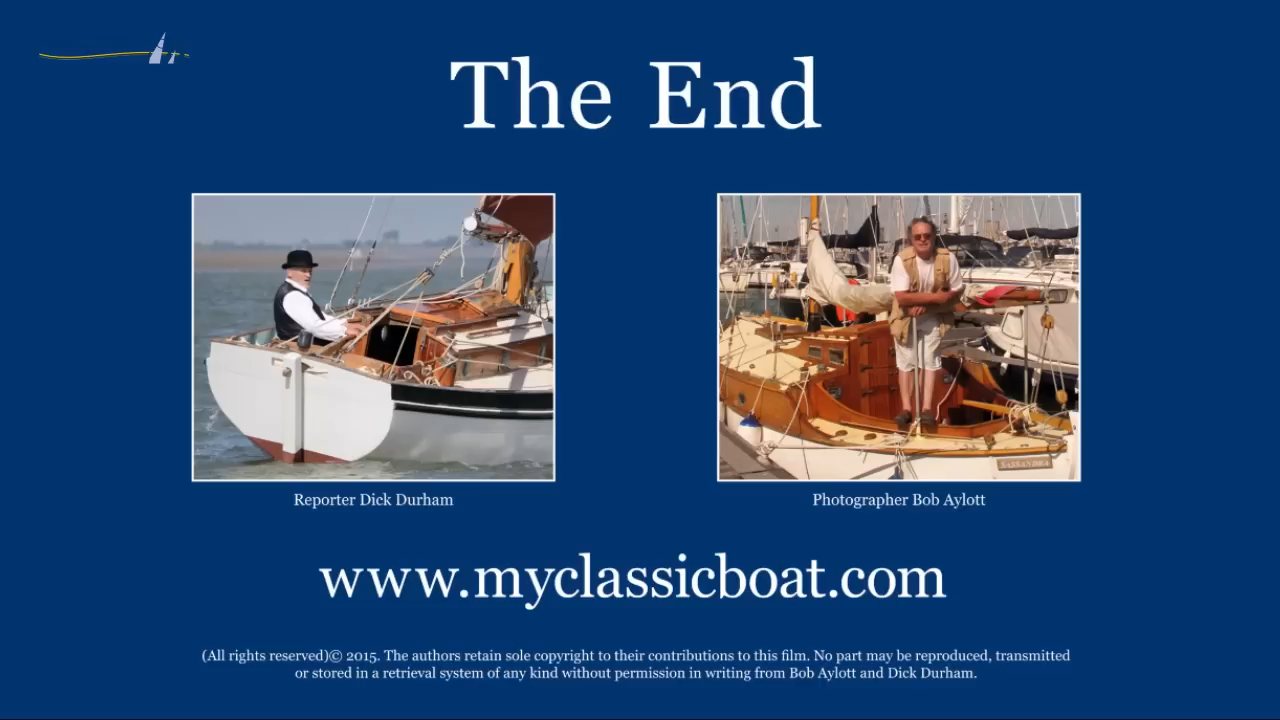 The End
Reporter Dick Durham
Photographer Bob Aylott
www.myclassicboat.com
(All rights reserved)© 2015. The authors retain sole copyright to their contributions to this film. No part may be reproduced, transmitted
or stored in a retrieval system of any kind without permission in writing from Bob Aylott and Dick Durham.